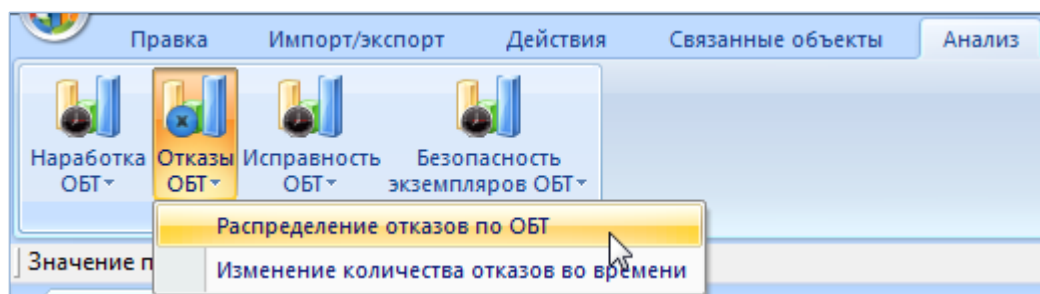 Правка Импорт/экспорт Действия Связанные объекты Анализ
Наработка ОБТ
Отказы ОБТ
Исправность ОБТ
Безопасность экземпляров ОБТ
Распределение отказов по ОБТ
Значение п
Изменение количества отказов во времени